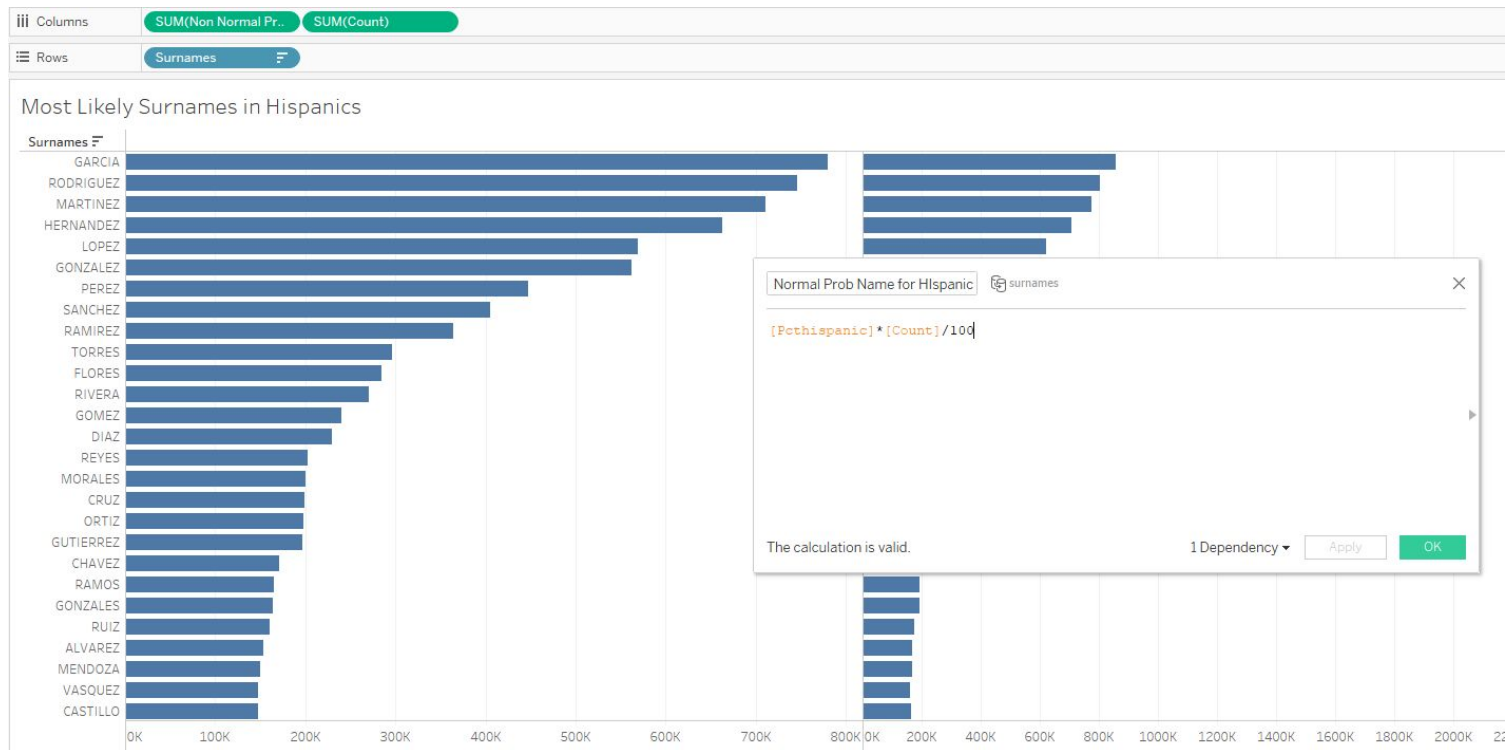 Columns SUM(Non Normal Pr.. SUM(Count)
Rows Surnames
Most Likely Surnames in Hispanics
Surnames
GARCIA
RODRIGUEZ
MARTINEZ
HERNANDEZ
LOPEZ
GONZALEZ
PEREZ
SANCHEZ
RAMIREZ
TORRES
FLORES
RIVERA
GOMEZ
DIAZ
REYES
MORALES
CRUZ
ORTIZ
GUTIERREZ
CHAVEZ
RAMOS
GONZALES
RUIZ
ALVAREZ
MENDOZA
VASQUEZ
CASTILLO
0K 100K 200K 300K 400K 500K 600K 700K 800K 0K 200K 400K 600K 800K 1000K 1200K 1400K 1600K 1800K 2000K 22
Normal Prob Name for HIspanic surnames
[Pcthispanic]*[Count]/100
The calculation is valid. 1 Dependency Apply OK